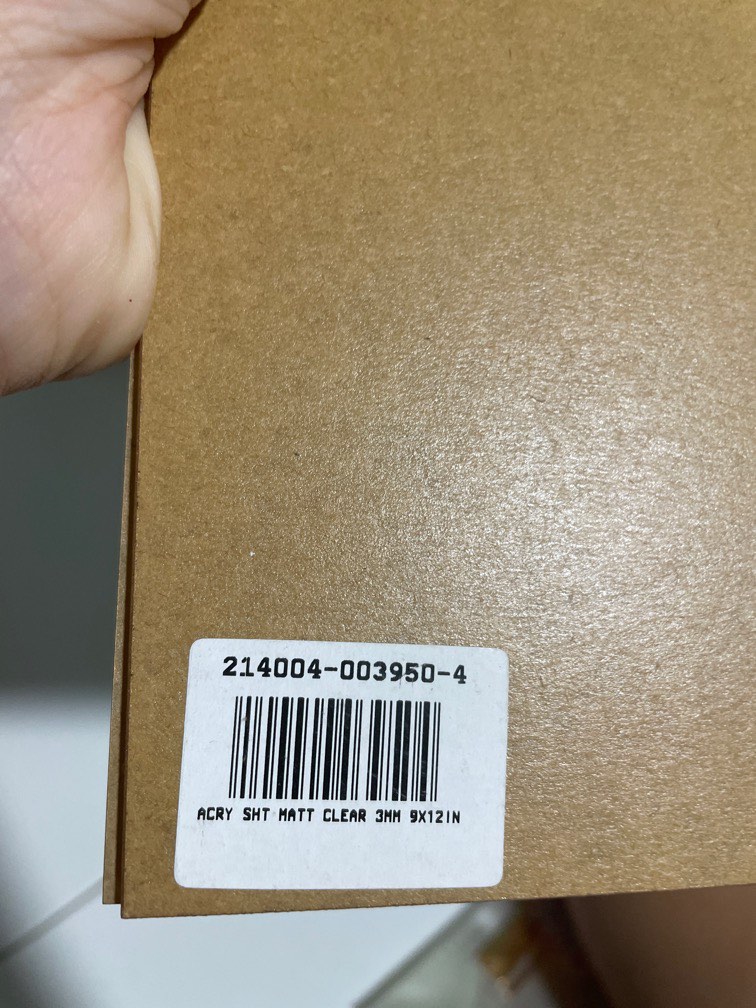 214004-003950-4
ACRY SHT MATT CLEAR 3MM 9X12IN